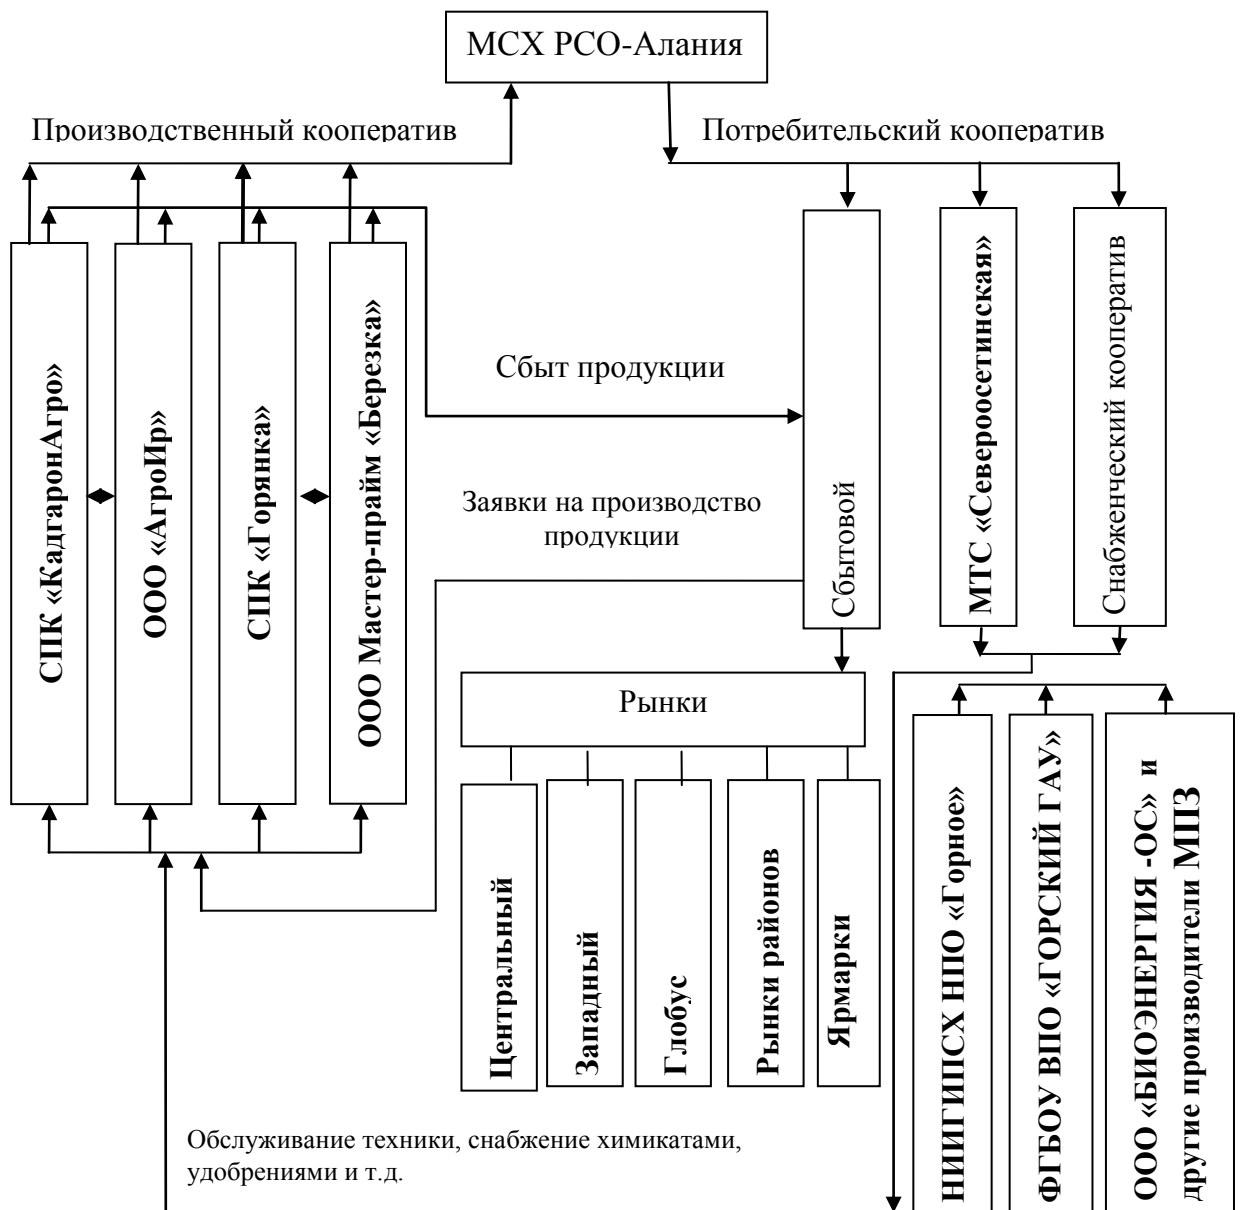 МСХ РСО-Алания
Производственный кооператив
Потребительский кооператив
СПК «КадгаронАгро»
ООО «АгроИр»
СПК «Горянка»
ООО Мастер-прайм «Березка»
Сбыт продукции
Заявки на производство
продукции
Сбытовой
МТС «Североосетинская»
Снабженческий кооператив
Рынки
Центральный
Западный
Глобус
Рынки районов
Ярмарки
НИИГИПСХ НПО «Горное»
ФГБОУ ВПО «ГОРСКИЙ ГАУ»
ООО «БИОЭНЕРГИЯ -ОС» и
другие производители МПЗ
Обслуживание техники, снабжение химикатами,
удобрениями и т.д.